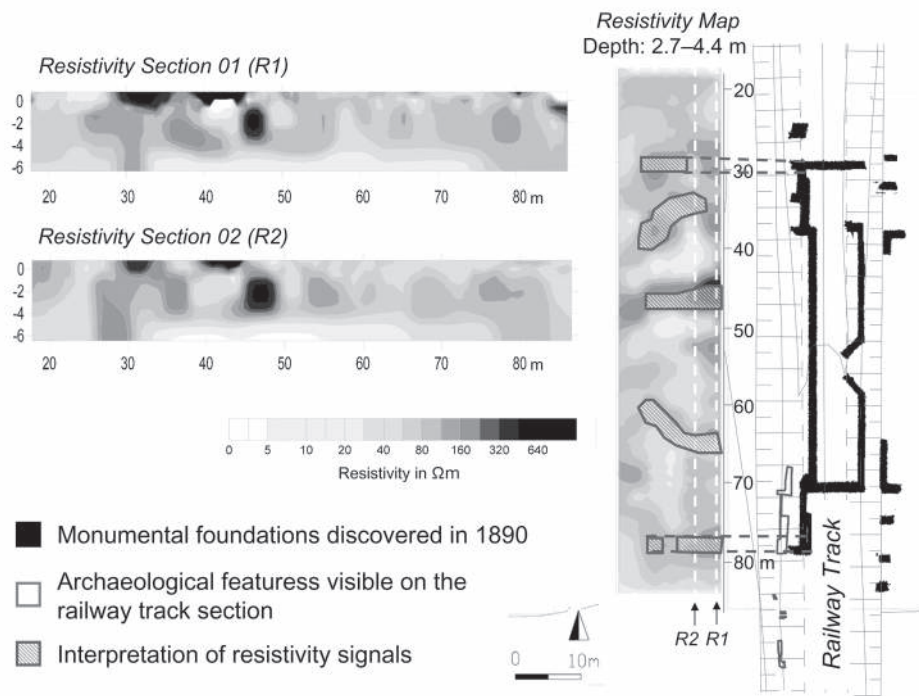 Resistivity Section 01 (R1)
0
-2
-4
-6
20 30 40 50 60 70 80 m
Resistivity Section 02 (R2)
0
-2
-4
-6
20 30 40 50 60 70 80 m
0 5 10 20 40 80 160 320 640
Resistivity in Ωm
Monumental foundations discovered in 1890
Archaeological featuress visible on the
railway track section
Interpretation of resistivity signals
Resistivity Map
Depth: 2.7–4.4 m
20
30
40
50
60
70
80 m
R2 R1
0 10m
Railway Track